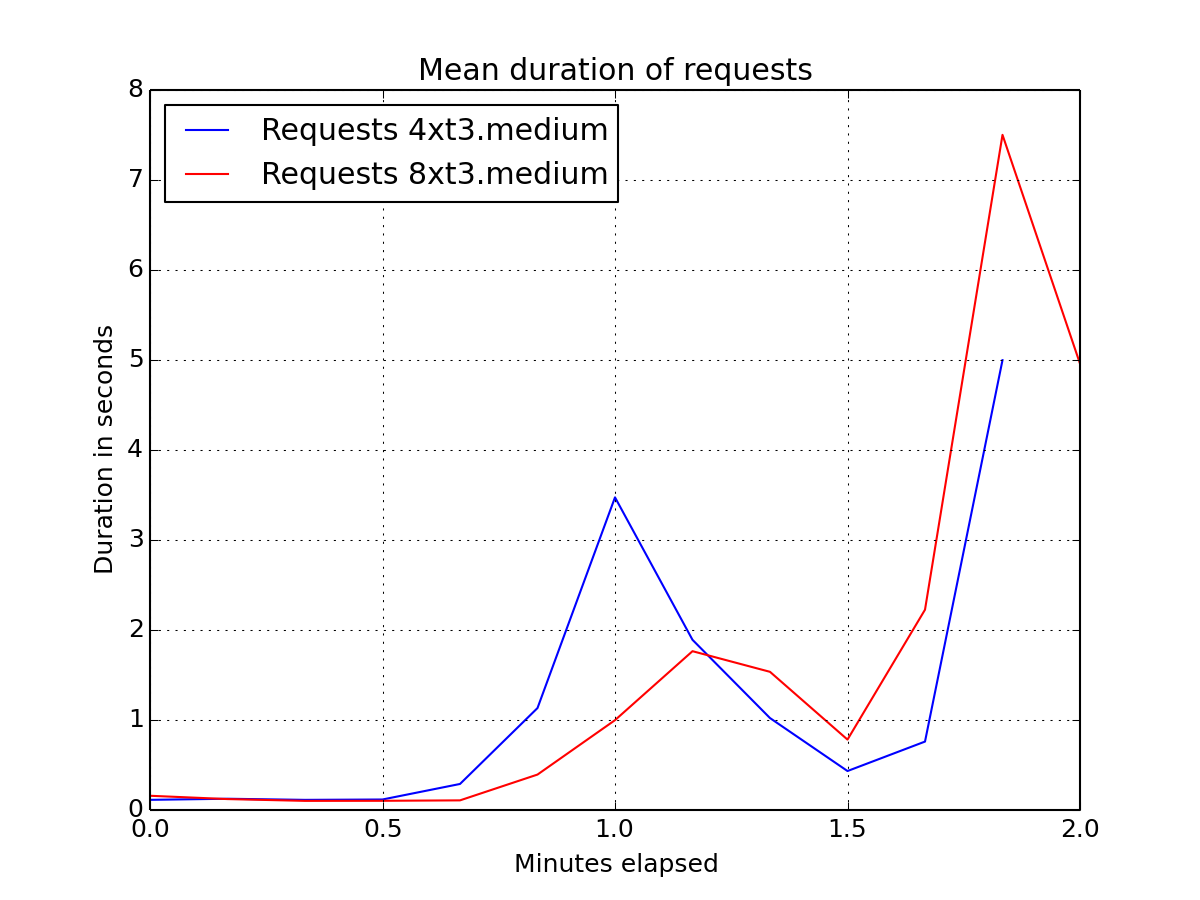 Mean duration of requests
8
Requests 4xt3.medium
Requests 8xt3.medium
7
6
5
4
3
2
1
0
Duration in seconds
0.0 0.5 1.0 1.5 2.0
Minutes elapsed